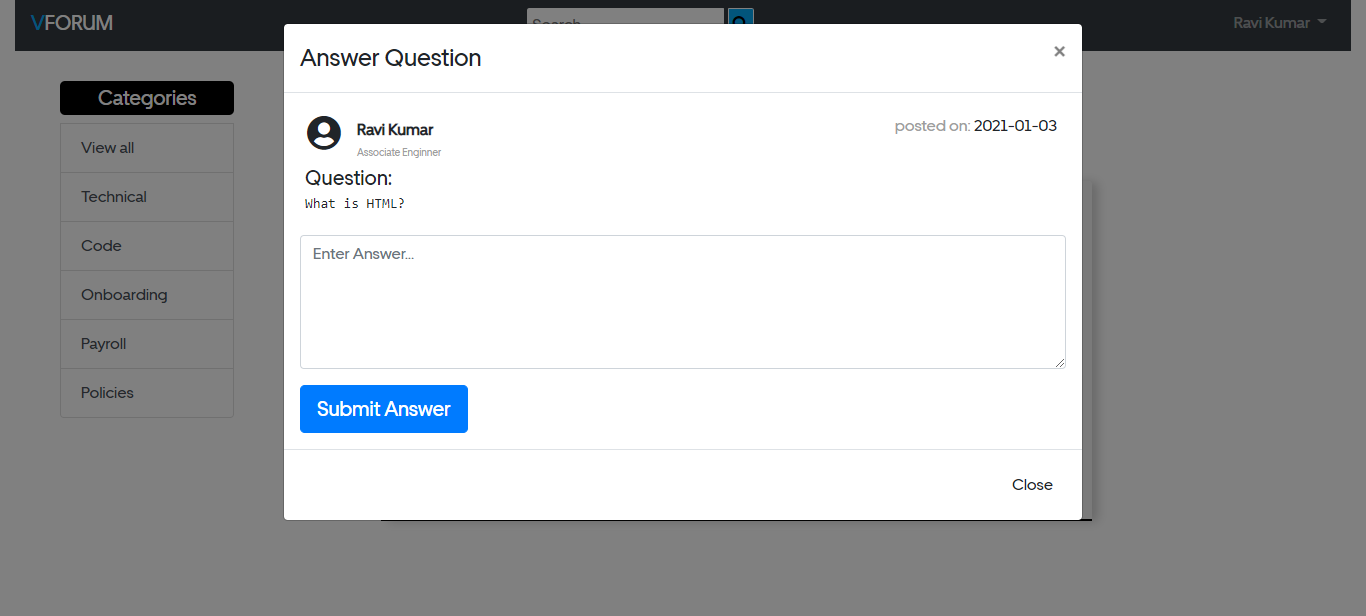 VFORUM
Search...
Ravi Kumar
Answer Question
×
Categories
View all
Technical
Code
Onboarding
Payroll
Policies
Ravi Kumar
posted on: 2021-01-03
Associate Enginner
Question:
What is HTML?
Enter Answer...
Submit Answer
Close